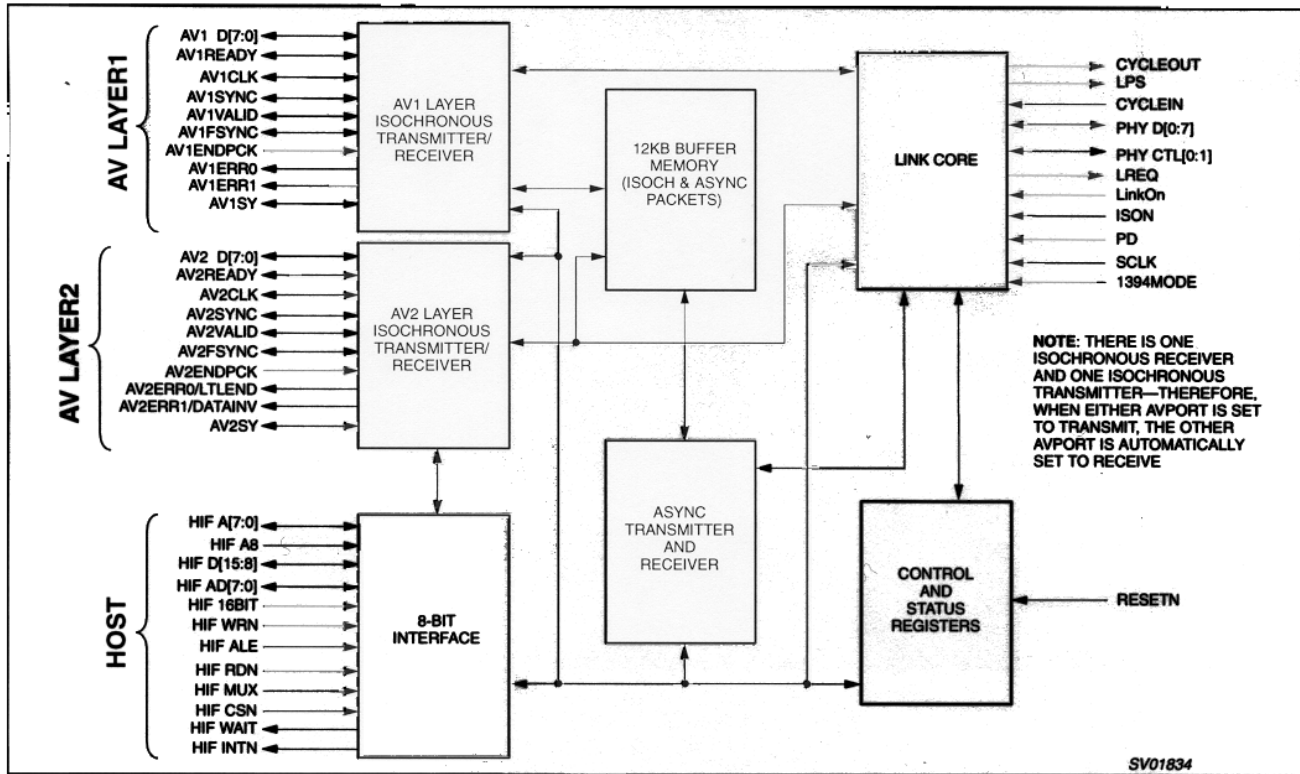 AV LAYER1
AV1 D[7:0]
AV1READY
AV1CLK
AV1SYNC
AV1VALID
AV1FSYNC
AV1ENDPCK
AV1ERR0
AV1ERR1
AV1SY
AV1 LAYER
ISOCHRONOUS
TRANSMITTER/
RECEIVER
12KB BUFFER
MEMORY
(ISOCH & ASYNC
PACKETS)
LINK CORE
CYCLEOUT
LPS
CYCLEIN
PHY D[0:7]
PHY CTL[0:1]
LREQ
LinkOn
ISON
PD
SCLK
1394MODE
AV LAYER2
AV2 D[7:0]
AV2READY
AV2CLK
AV2SYNC
AV2VALID
AV2FSYNC
AV2ENDPCK
AV2ERR0/LTLEND
AV2ERR1/DATAINV
AV2SY
AV2 LAYER
ISOCHRONOUS
TRANSMITTER/
RECEIVER
NOTE: THERE IS ONE
ISOCHRONOUS RECEIVER
AND ONE ISOCHRONOUS
TRANSMITTER—THEREFORE,
WHEN EITHER AVPORT IS SET
TO TRANSMIT, THE OTHER
AVPORT IS AUTOMATICALLY
SET TO RECEIVE
HOST
HIF A[7:0]
HIF A8
HIF D[15:8]
HIF AD[7:0]
HIF 16BIT
HIF WRN
HIF ALE
HIF RDN
HIF MUX
HIF CSN
HIF WAIT
HIF INTN
8-BIT
INTERFACE
ASYNC
TRANSMITTER
AND
RECEIVER
CONTROL
AND
STATUS
REGISTERS
RESETN
SV01834